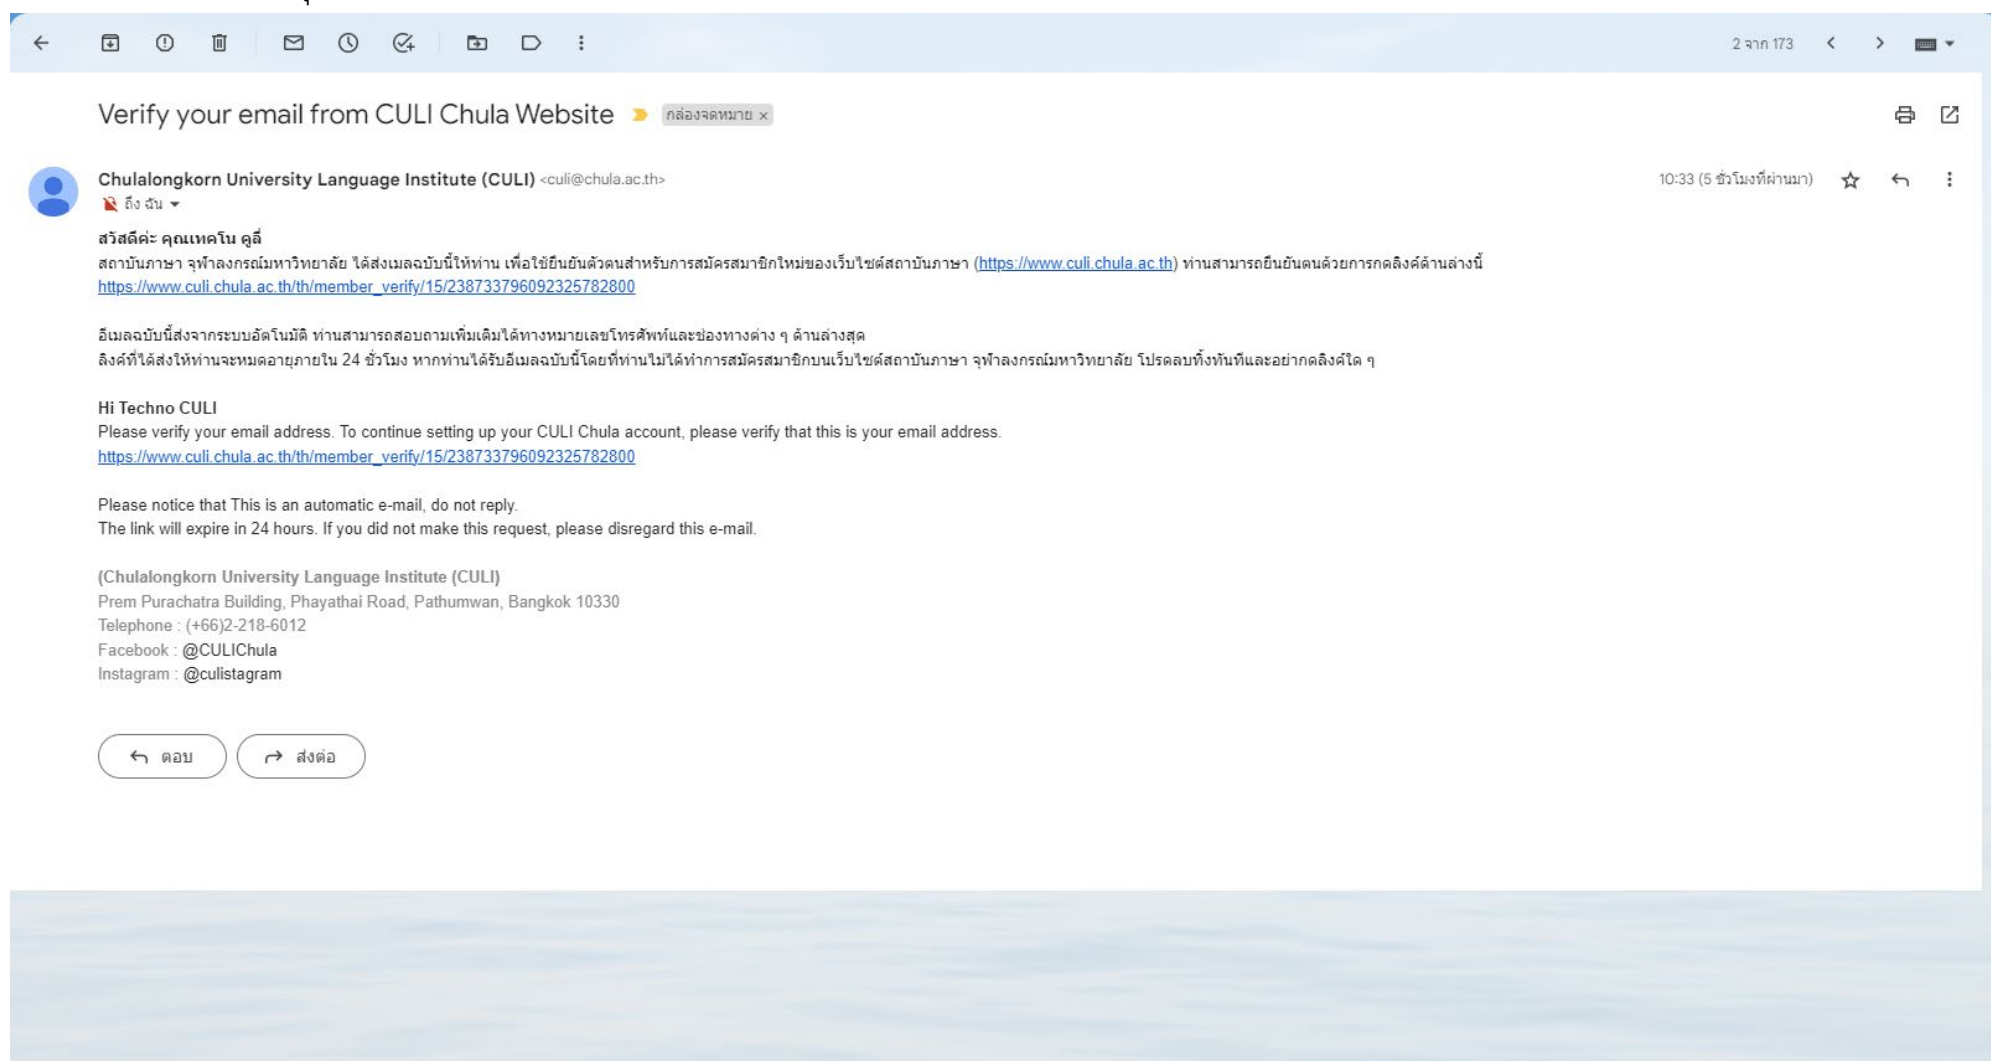 2 จาก 173
Verify your email from CULI Chula Website กล่องจดหมาย ×
Chulalongkorn University Language Institute (CULI) <culi@chula.ac.th> 10:33 (5 ชั่วโมงที่ผ่านมา)
ถึง ฉัน
สวัสดีค่ะ คุณเทคโน คูลี่
สถาบันภาษา จุฬาลงกรณ์มหาวิทยาลัย ได้ส่งเมลฉบับนี้ให้ท่าน เพื่อใช้ยืนยันตัวตนสำหรับการสมัครสมาชิกใหม่ของเว็บไซต์สถาบันภาษา (https://www.culi.chula.ac.th) ท่านสามารถยืนยันตนด้วยการกดลิงค์ด้านล่างนี้
https://www.culi.chula.ac.th/th/member_verify/15/238733796092325782800
อีเมลฉบับนี้ส่งจากระบบอัตโนมัติ ท่านสามารถสอบถามเพิ่มเติมได้ทางหมายเลขโทรศัพท์และช่องทางต่าง ๆ ด้านล่างสุด
ลิงค์ที่ได้ส่งให้ท่านจะหมดอายุภายใน 24 ชั่วโมง หากท่านได้รับอีเมลฉบับนี้โดยที่ท่านไม่ได้ทำการสมัครสมาชิกบนเว็บไซต์สถาบันภาษา จุฬาลงกรณ์มหาวิทยาลัย โปรดลบทิ้งทันทีและอย่ากดลิงค์ใด ๆ
Hi Techno CULI
Please verify your email address. To continue setting up your CULI Chula account, please verify that this is your email address.
https://www.culi.chula.ac.th/th/member_verify/15/238733796092325782800
Please notice that This is an automatic e-mail, do not reply.
The link will expire in 24 hours. If you did not make this request, please disregard this e-mail.
(Chulalongkorn University Language Institute (CULI)
Prem Purachatra Building, Phayathai Road, Pathumwan, Bangkok 10330
Telephone : (+66)2-218-6012
Facebook : @CULIChula
Instagram : @culistagram
ตอบ ส่งต่อ